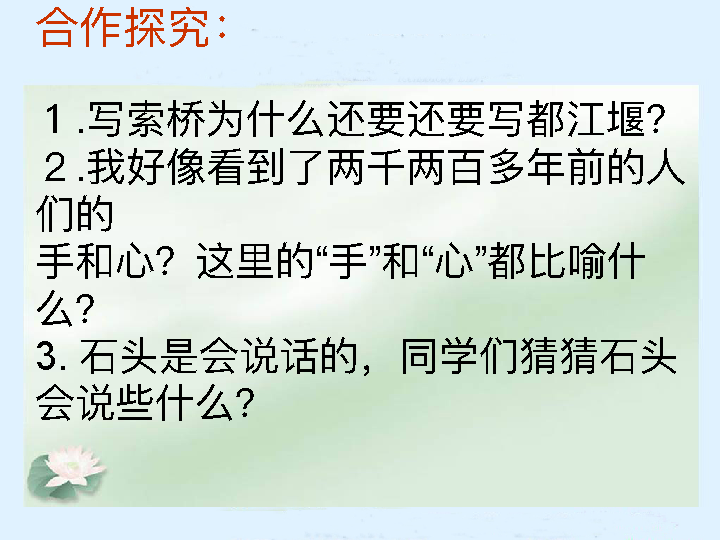 合作探究：
１.写索桥为什么还要还要写都江堰？
２.我好像看到了两千两百多年前的人
们的
手和心？这里的“手”和“心”都比喻什
么？
3. 石头是会说话的，同学们猜猜石头
会说些什么？